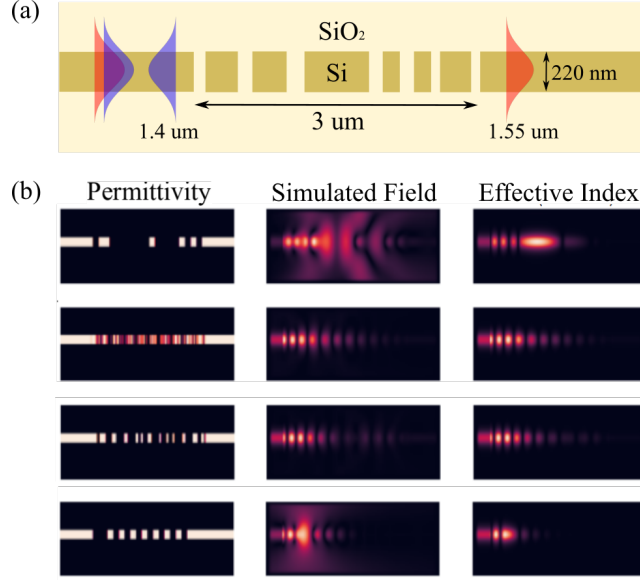 (a)
SiO₂
Si
220 nm
3 um
1.4 um
1.55 um
(b)
Permittivity
Simulated Field
Effective Index